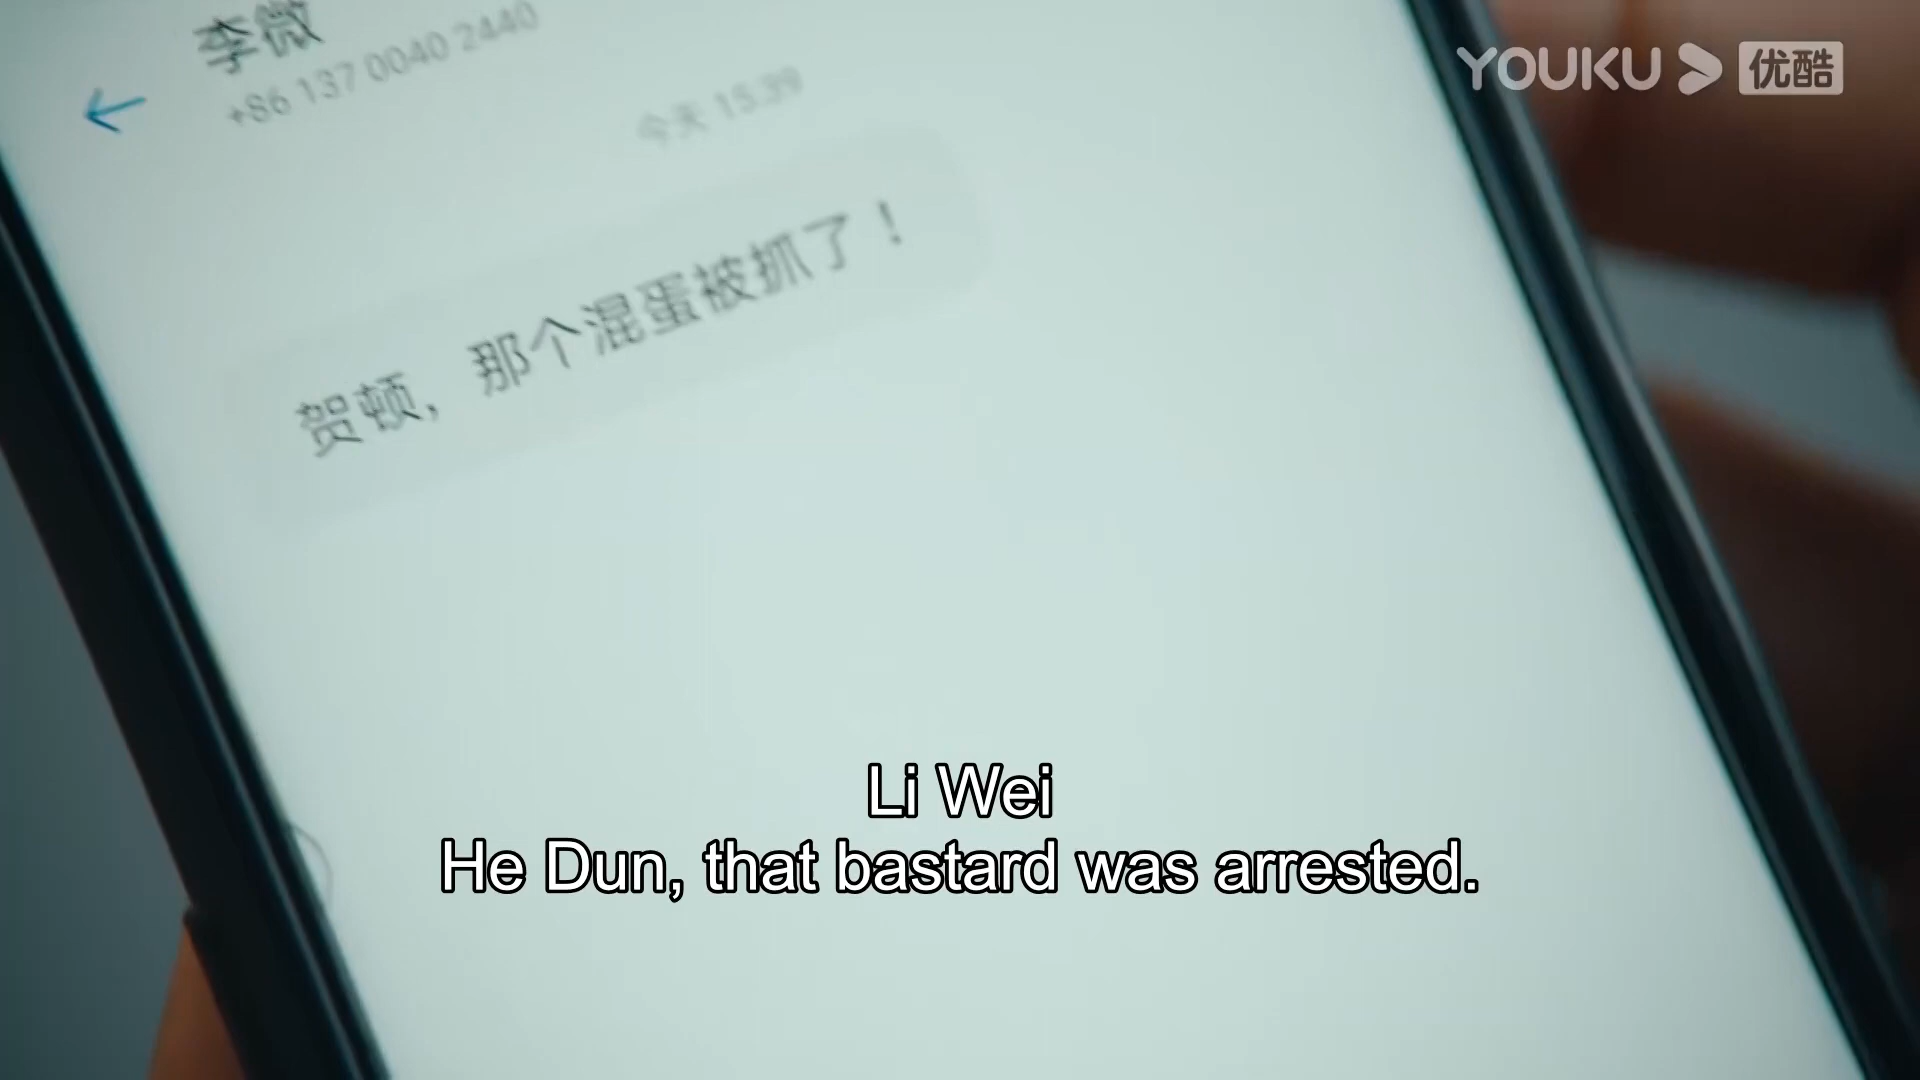 李微
+86 137 0040 2440
YOUKU 优酷
今天 15:39
贺顿，那个混蛋被抓了！
Li Wei
He Dun, that bastard was arrested.